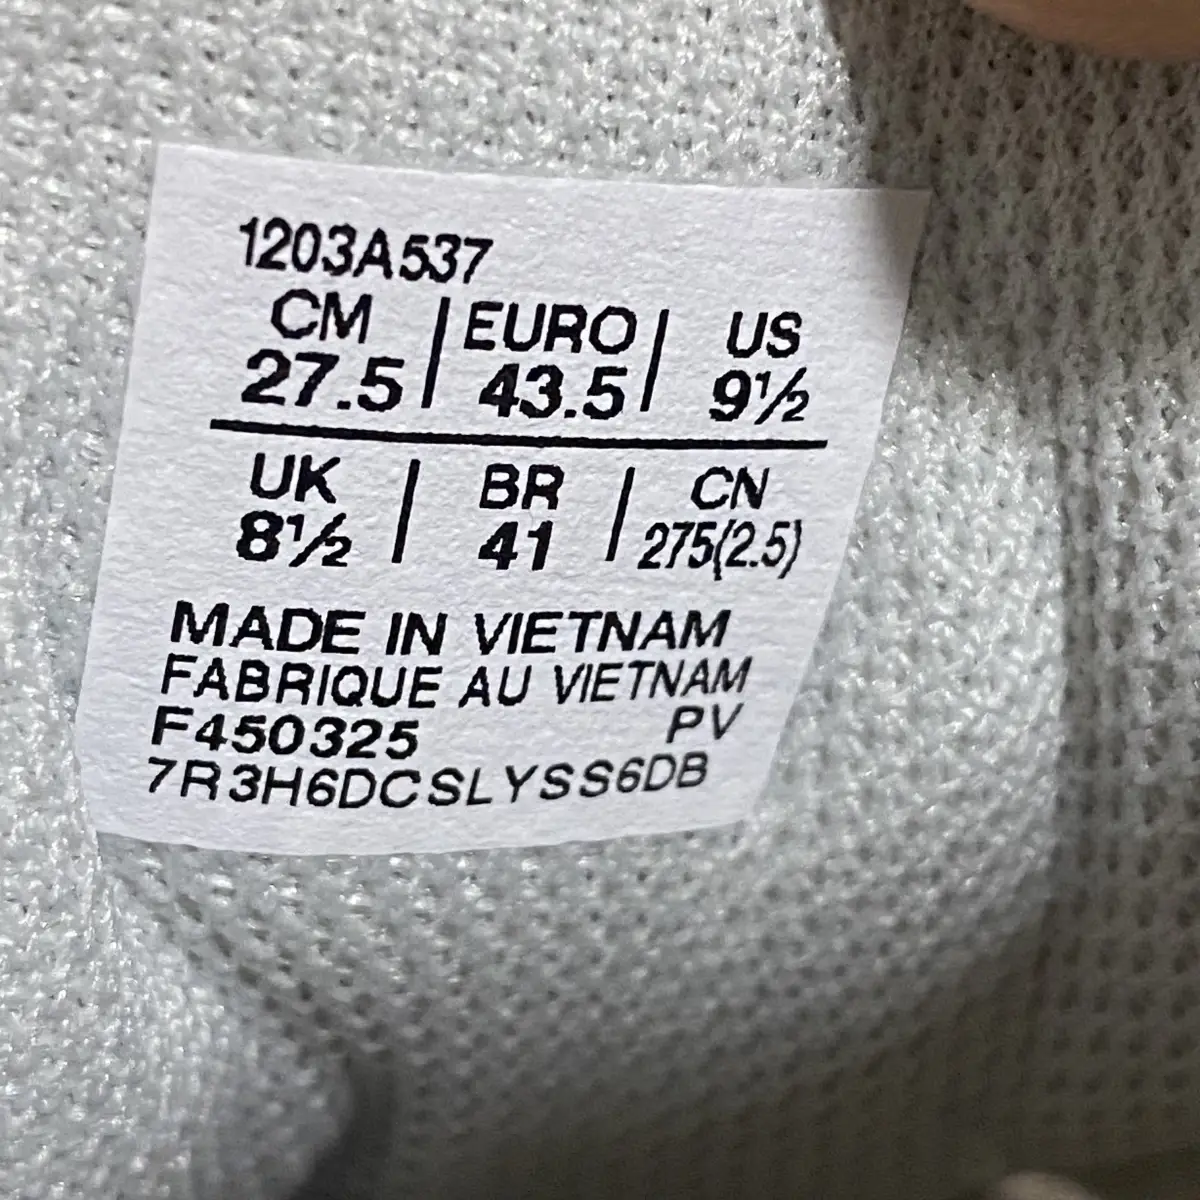 1203A537
CM | EURO | US
27.5 | 43.5 | 9½
UK | BR | CN
8½ | 41 | 275(2.5)
MADE IN VIETNAM
FABRIQUE AU VIETNAM
F450325 PV
7R3H6DCSLYSS6DB